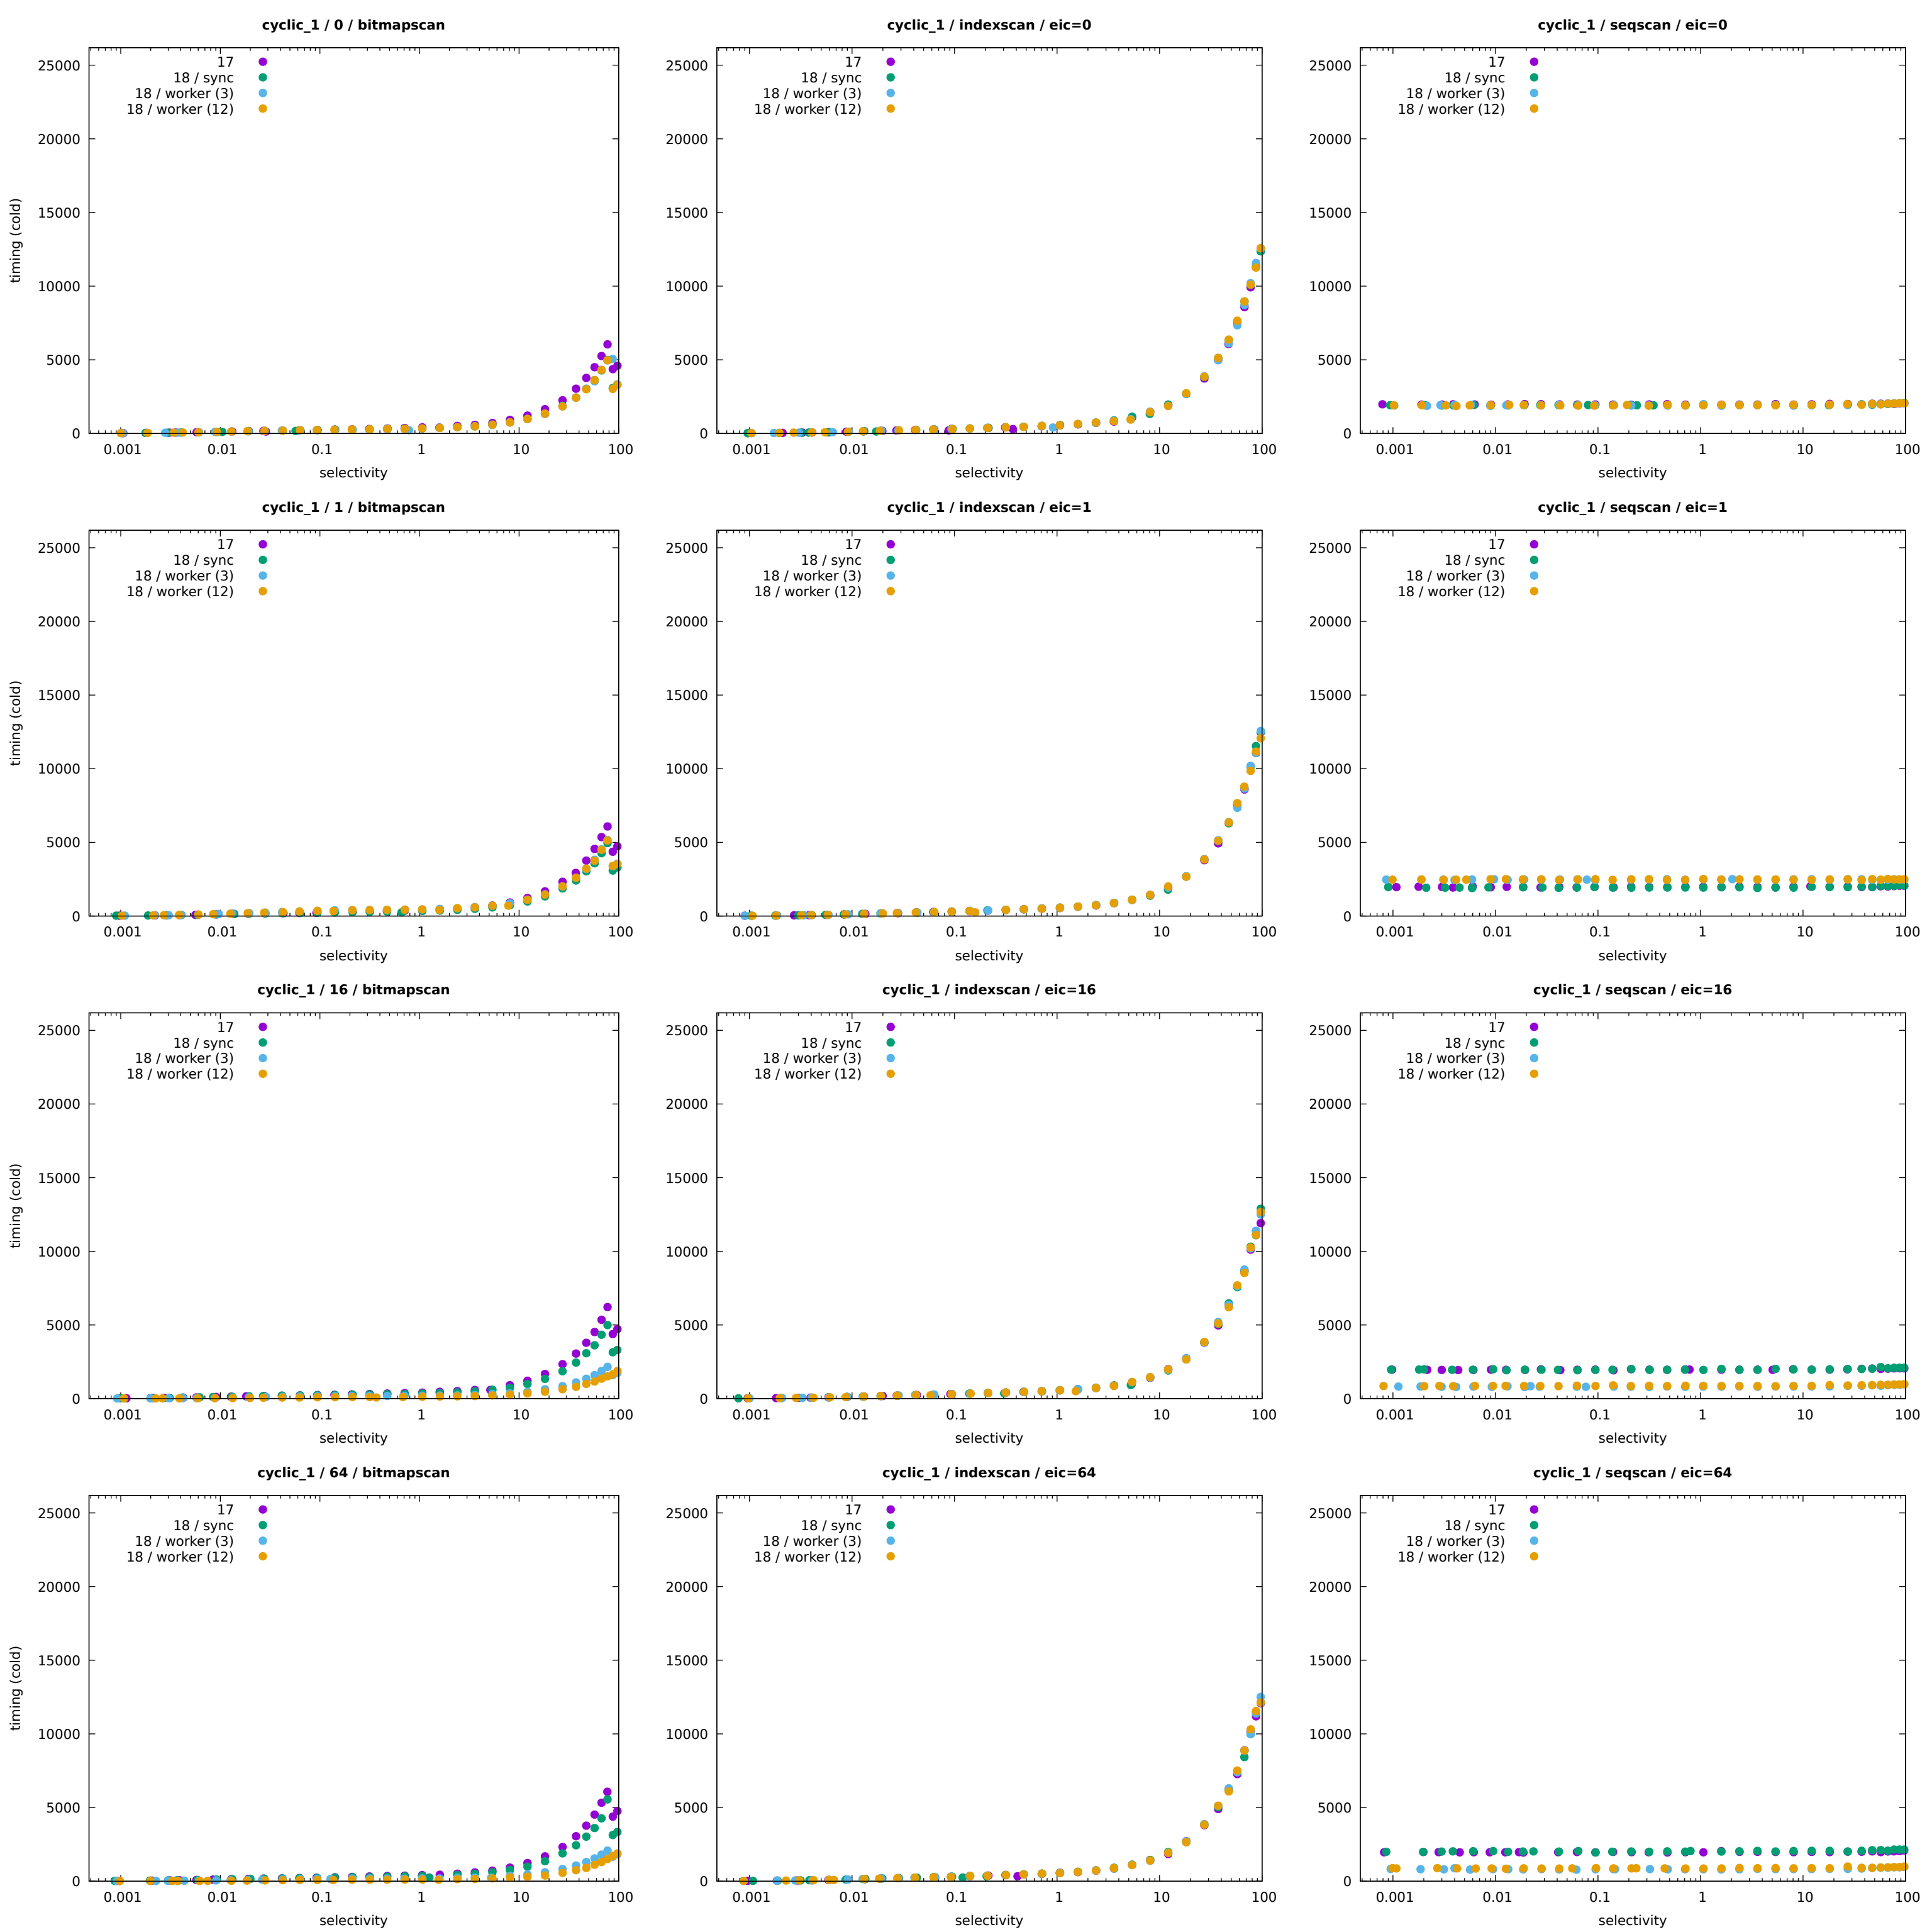 cyclic_1 / 0 / bitmapscan
timing (cold)
25000
20000
15000
10000
5000
0
17
18 / sync
18 / worker (3)
18 / worker (12)
0.001 0.01 0.1 1 10 100
selectivity
cyclic_1 / indexscan / eic=0
25000
20000
15000
10000
5000
0
17
18 / sync
18 / worker (3)
18 / worker (12)
0.001 0.01 0.1 1 10 100
selectivity
cyclic_1 / seqscan / eic=0
25000
20000
15000
10000
5000
0
17
18 / sync
18 / worker (3)
18 / worker (12)
0.001 0.01 0.1 1 10 100
selectivity
cyclic_1 / 1 / bitmapscan
timing (cold)
25000
20000
15000
10000
5000
0
17
18 / sync
18 / worker (3)
18 / worker (12)
0.001 0.01 0.1 1 10 100
selectivity
cyclic_1 / indexscan / eic=1
25000
20000
15000
10000
5000
0
17
18 / sync
18 / worker (3)
18 / worker (12)
0.001 0.01 0.1 1 10 100
selectivity
cyclic_1 / seqscan / eic=1
25000
20000
15000
10000
5000
0
17
18 / sync
18 / worker (3)
18 / worker (12)
0.001 0.01 0.1 1 10 100
selectivity
cyclic_1 / 16 / bitmapscan
timing (cold)
25000
20000
15000
10000
5000
0
17
18 / sync
18 / worker (3)
18 / worker (12)
0.001 0.01 0.1 1 10 100
selectivity
cyclic_1 / indexscan / eic=16
25000
20000
15000
10000
5000
0
17
18 / sync
18 / worker (3)
18 / worker (12)
0.001 0.01 0.1 1 10 100
selectivity
cyclic_1 / seqscan / eic=16
25000
20000
15000
10000
5000
0
17
18 / sync
18 / worker (3)
18 / worker (12)
0.001 0.01 0.1 1 10 100
selectivity
cyclic_1 / 64 / bitmapscan
timing (cold)
25000
20000
15000
10000
5000
0
17
18 / sync
18 / worker (3)
18 / worker (12)
0.001 0.01 0.1 1 10 100
selectivity
cyclic_1 / indexscan / eic=64
25000
20000
15000
10000
5000
0
17
18 / sync
18 / worker (3)
18 / worker (12)
0.001 0.01 0.1 1 10 100
selectivity
cyclic_1 / seqscan / eic=64
25000
20000
15000
10000
5000
0
17
18 / sync
18 / worker (3)
18 / worker (12)
0.001 0.01 0.1 1 10 100
selectivity